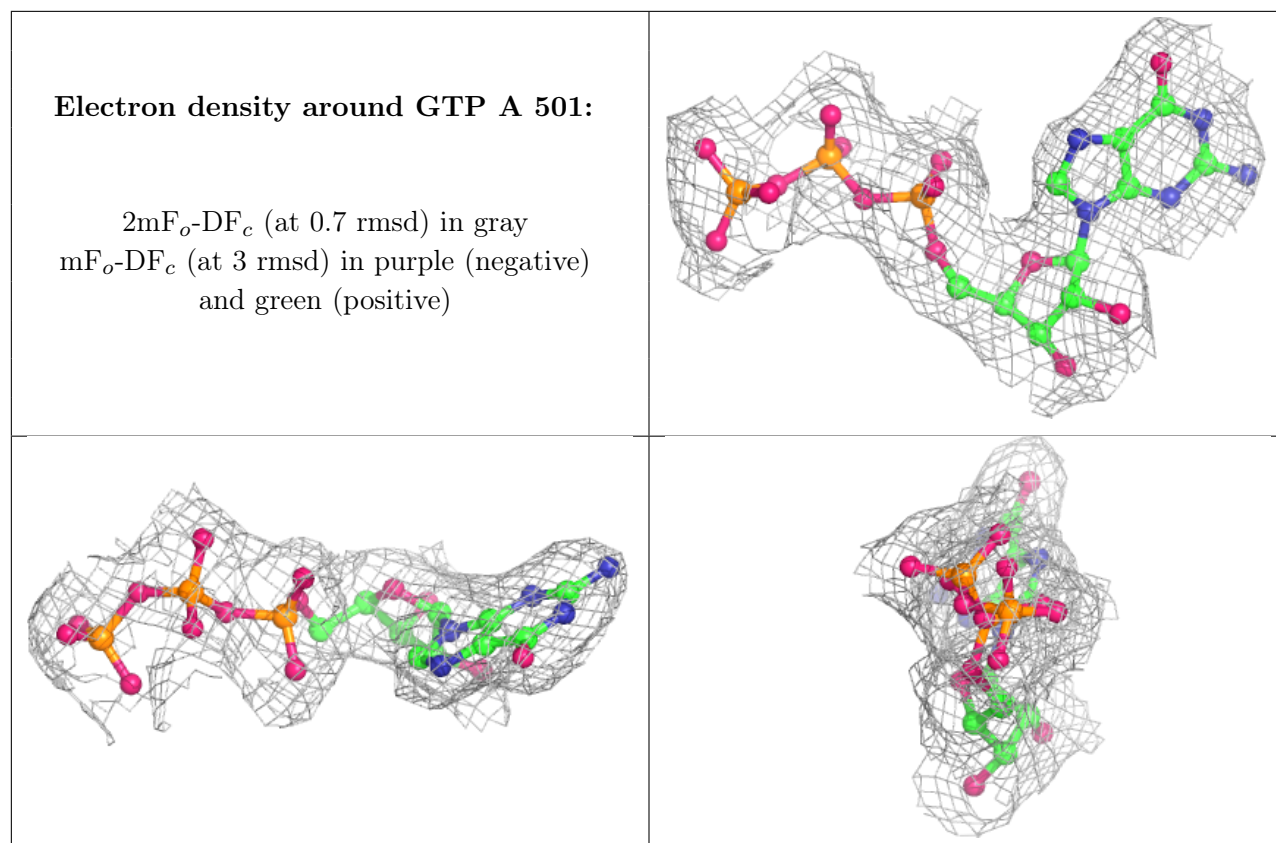 Electron density around GTP A 501:
2mFo-DFc (at 0.7 rmsd) in gray
mFo-DFc (at 3 rmsd) in purple (negative)
and green (positive)